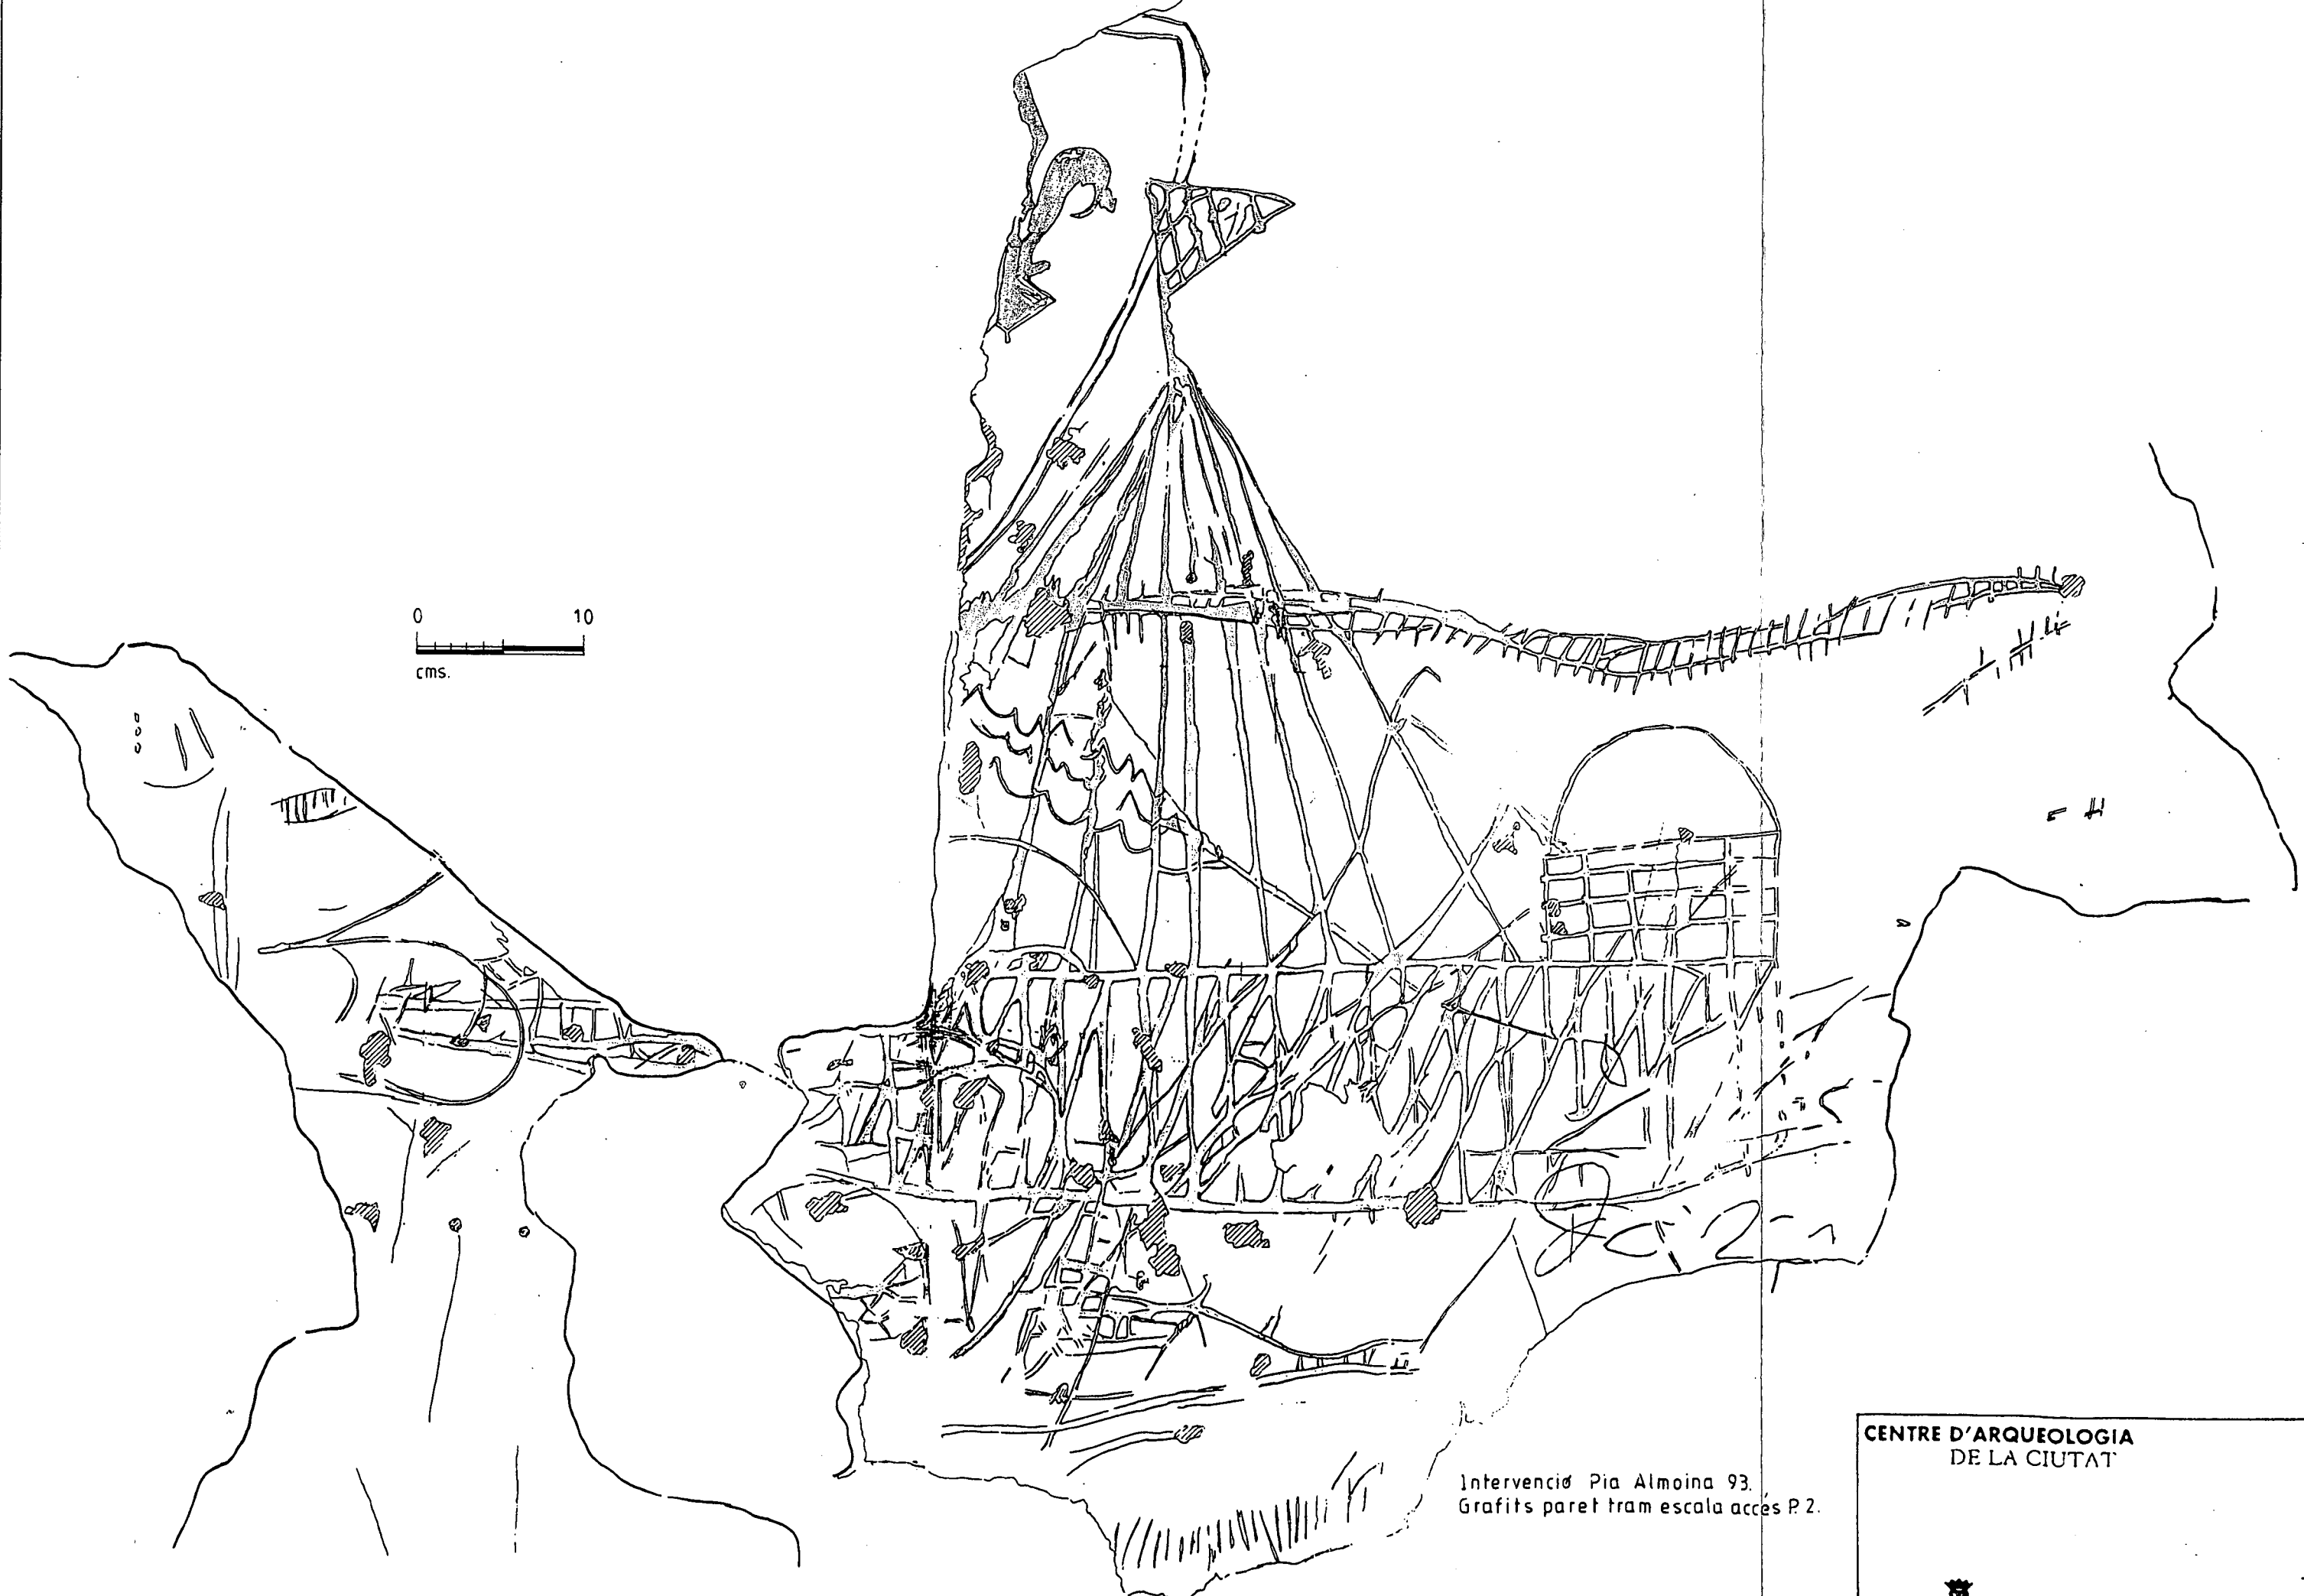 0 10
cms.
Intervenció Pia Almoina 93.
Grafits paret tram escala accés P. 2.
CENTRE D'ARQUEOLOGIA
DE LA CIUTAT